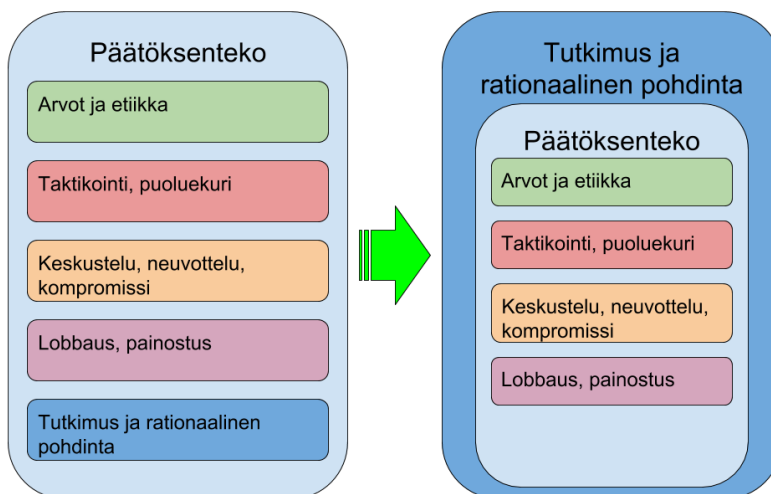 Päätöksenteko
Arvot ja etiikka
Taktikointi, puoluekuri
Keskustelu, neuvottelu,
kompromissi
Lobbaus, painostus
Tutkimus ja rationaalinen
pohdinta
Tutkimus ja
rationaalinen pohdinta
Päätöksenteko
Arvot ja etiikka
Taktikointi, puoluekuri
Keskustelu, neuvottelu,
kompromissi
Lobbaus, painostus